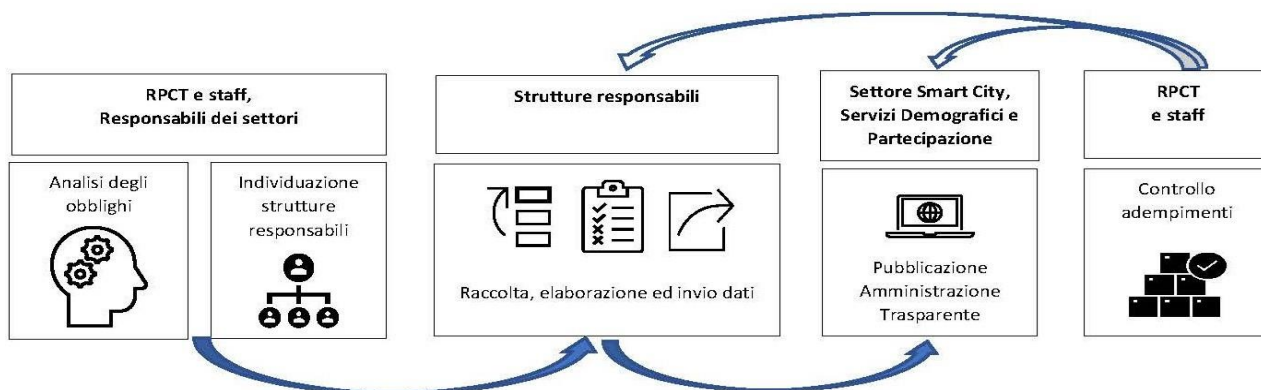 RPCT e staff,
Responsabili dei settori
Analisi degli
obblighi
Individuazione
strutture
responsabili
Strutture responsabili
Raccolta, elaborazione ed invio dati
Settore Smart City,
Servizi Demografici e
Partecipazione
Pubblicazione
Amministrazione
Trasparente
RPCT
e staff
Controllo
adempimenti